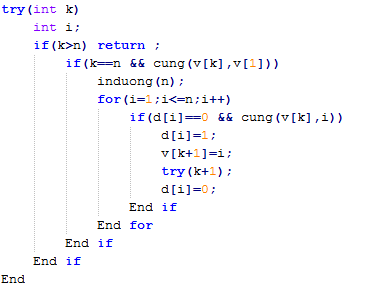 try(int k)
int i;
if(k>n) return ;
if(k==n && cung(v[k],v[1]))
induong(n);
for(i=1;i<=n;i++)
if(d[i]==0 && cung(v[k],i))
d[i]=1;
v[k+1]=i;
try(k+1);
d[i]=0;
End if
End for
End if
End if
End